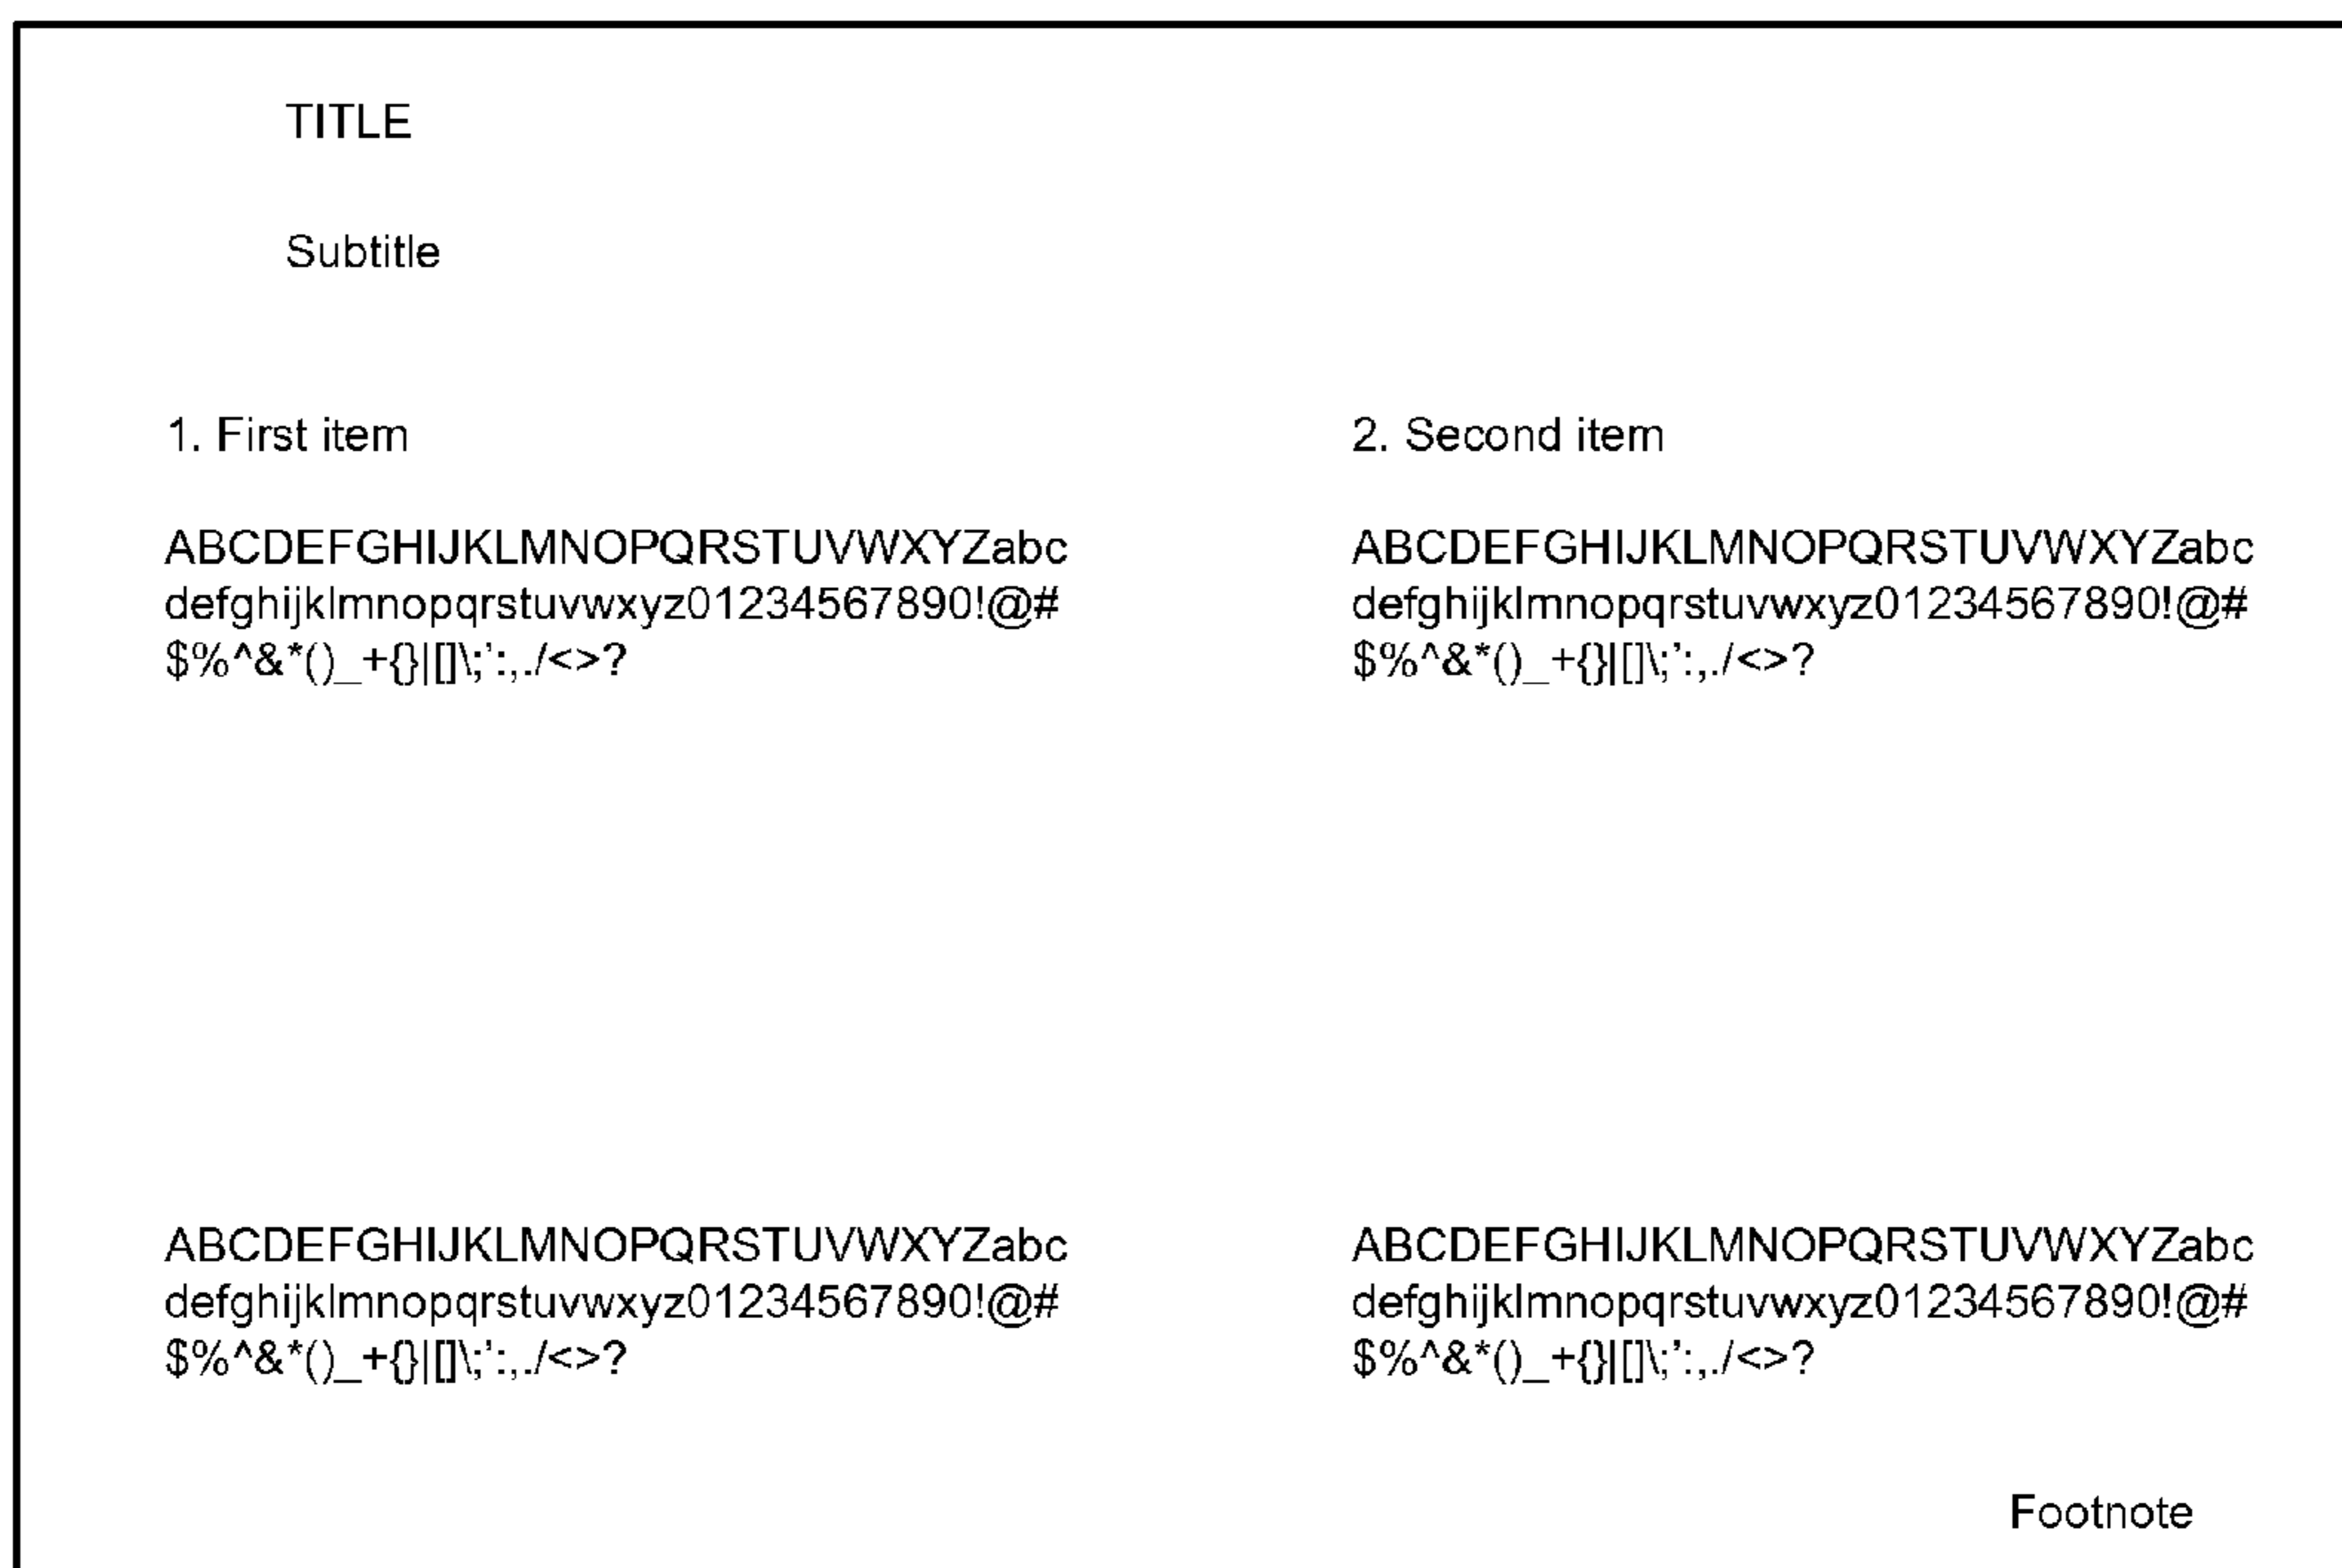 TITLE
Subtitle
1. First item
ABCDEFGHIJKLMNOPQRSTUVWXYZabc
defghijklmnopqrstuvwxyz01234567890!@#
$%^&*()_+{}|[]\;’:,./<>?
ABCDEFGHIJKLMNOPQRSTUVWXYZabc
defghijklmnopqrstuvwxyz01234567890!@#
$%^&*()_+{}|[]\;’:,./<>?
2. Second item
ABCDEFGHIJKLMNOPQRSTUVWXYZabc
defghijklmnopqrstuvwxyz01234567890!@#
$%^&*()_+{}|[]\;’:,./<>?
ABCDEFGHIJKLMNOPQRSTUVWXYZabc
defghijklmnopqrstuvwxyz01234567890!@#
$%^&*()_+{}|[]\;’:,./<>?
Footnote